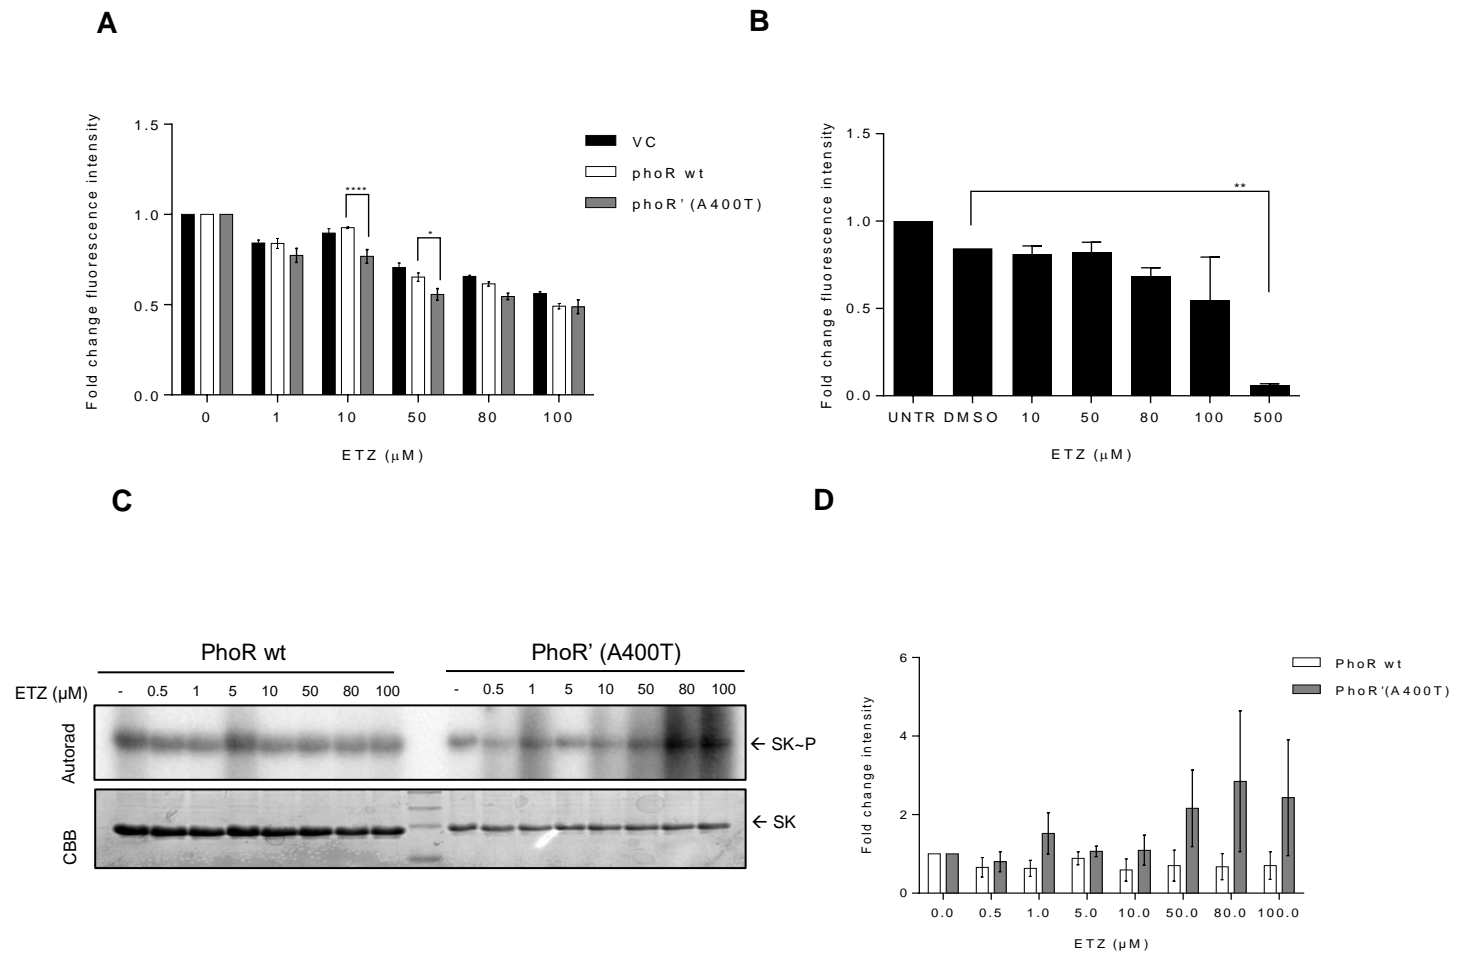 A
B
Fold change fluorescence intensity
1.5
1.0
0.5
0.0
****
*
VC
phoR wt
phoR' (A400T)
0 1 10 50 80 100
ETZ (μM)
Fold change fluorescence intensity
1.5
1.0
0.5
0.0
**
UNTR DMSO 10 50 80 100 500
ETZ (μM)
C
D
PhoR wt PhoR' (A400T)
ETZ (μM) - 0.5 1 5 10 50 80 100 - 0.5 1 5 10 50 80 100
Autorad
← SK~P
CBB
← SK
Fold change intensity
6
4
2
0
PhoR wt
PhoR'(A400T)
0.0 0.5 1.0 5.0 10.0 50.0 80.0 100.0
ETZ (μM)